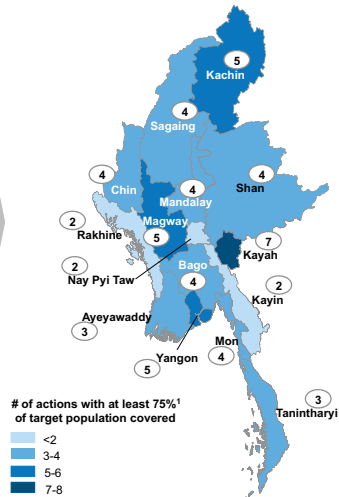 5
Kachin
4
Sagaing
4
Chin
4
Mandalay
4
Shan
2
Rakhine
Magway
5
7
Kayah
2
Nay Pyi Taw
Bago
4
2
Kayin
3
Ayeyawaddy
Yangon
5
Mon
4
3
Tanintharyi
# of actions with at least 75%¹
of target population covered
<2
3-4
5-6
7-8